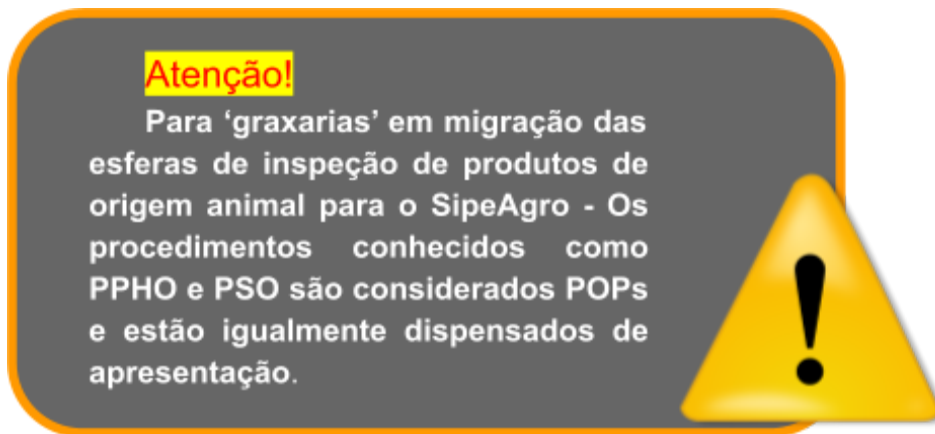 Atenção!
Para ‘graxarias’ em migração das
esferas de inspeção de produtos de
origem animal para o SipeAgro - Os
procedimentos conhecidos como
PPHO e PSO são considerados POPs
e estão igualmente dispensados de
apresentação.